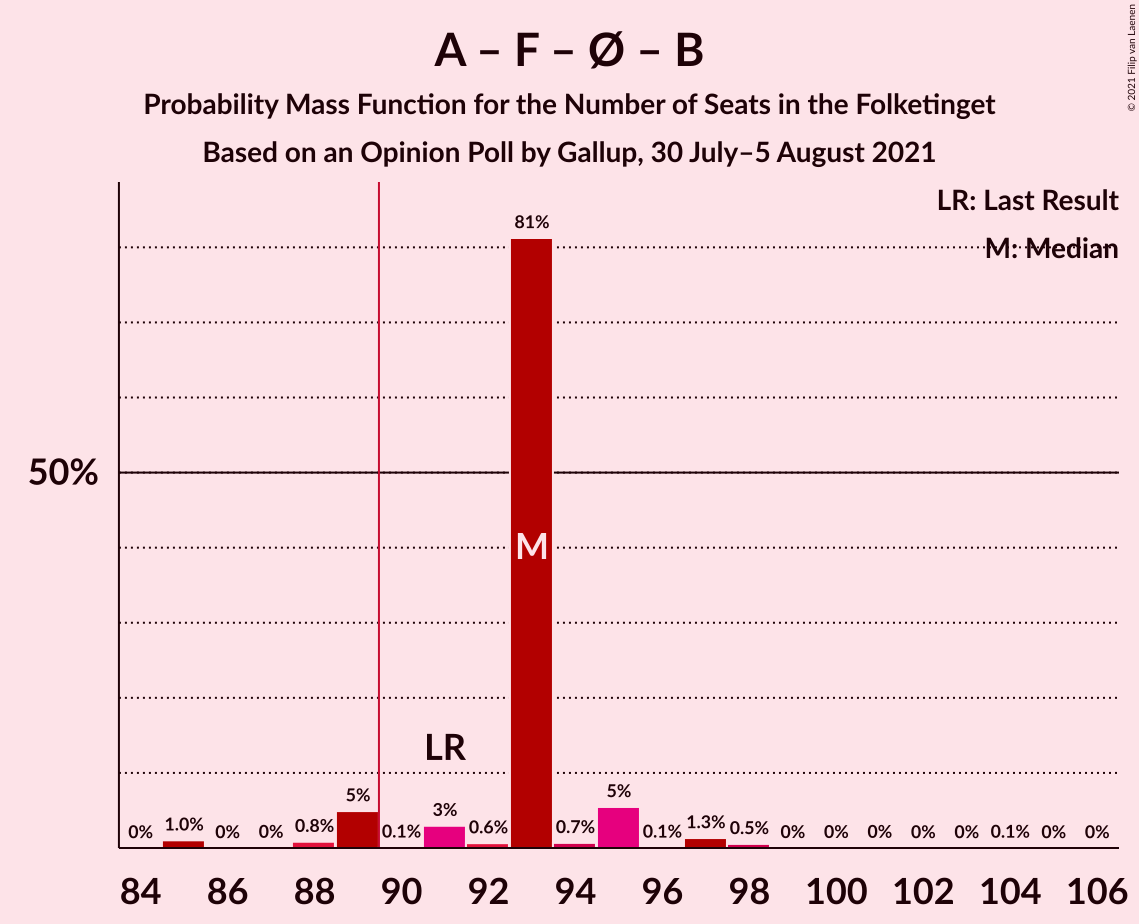 A – F – Ø – B
Probability Mass Function for the Number of Seats in the Folketinget
Based on an Opinion Poll by Gallup, 30 July–5 August 2021
© 2021 Filip van Laenen
LR: Last Result
M: Median
50%
81%
M
LR
0% 1.0% 0% 0% 0.8% 5% 0.1% 3% 0.6% 0.7% 5% 0.1% 1.3% 0.5% 0% 0% 0% 0% 0% 0.1% 0% 0%
84 86 88 90 92 94 96 98 100 102 104 106